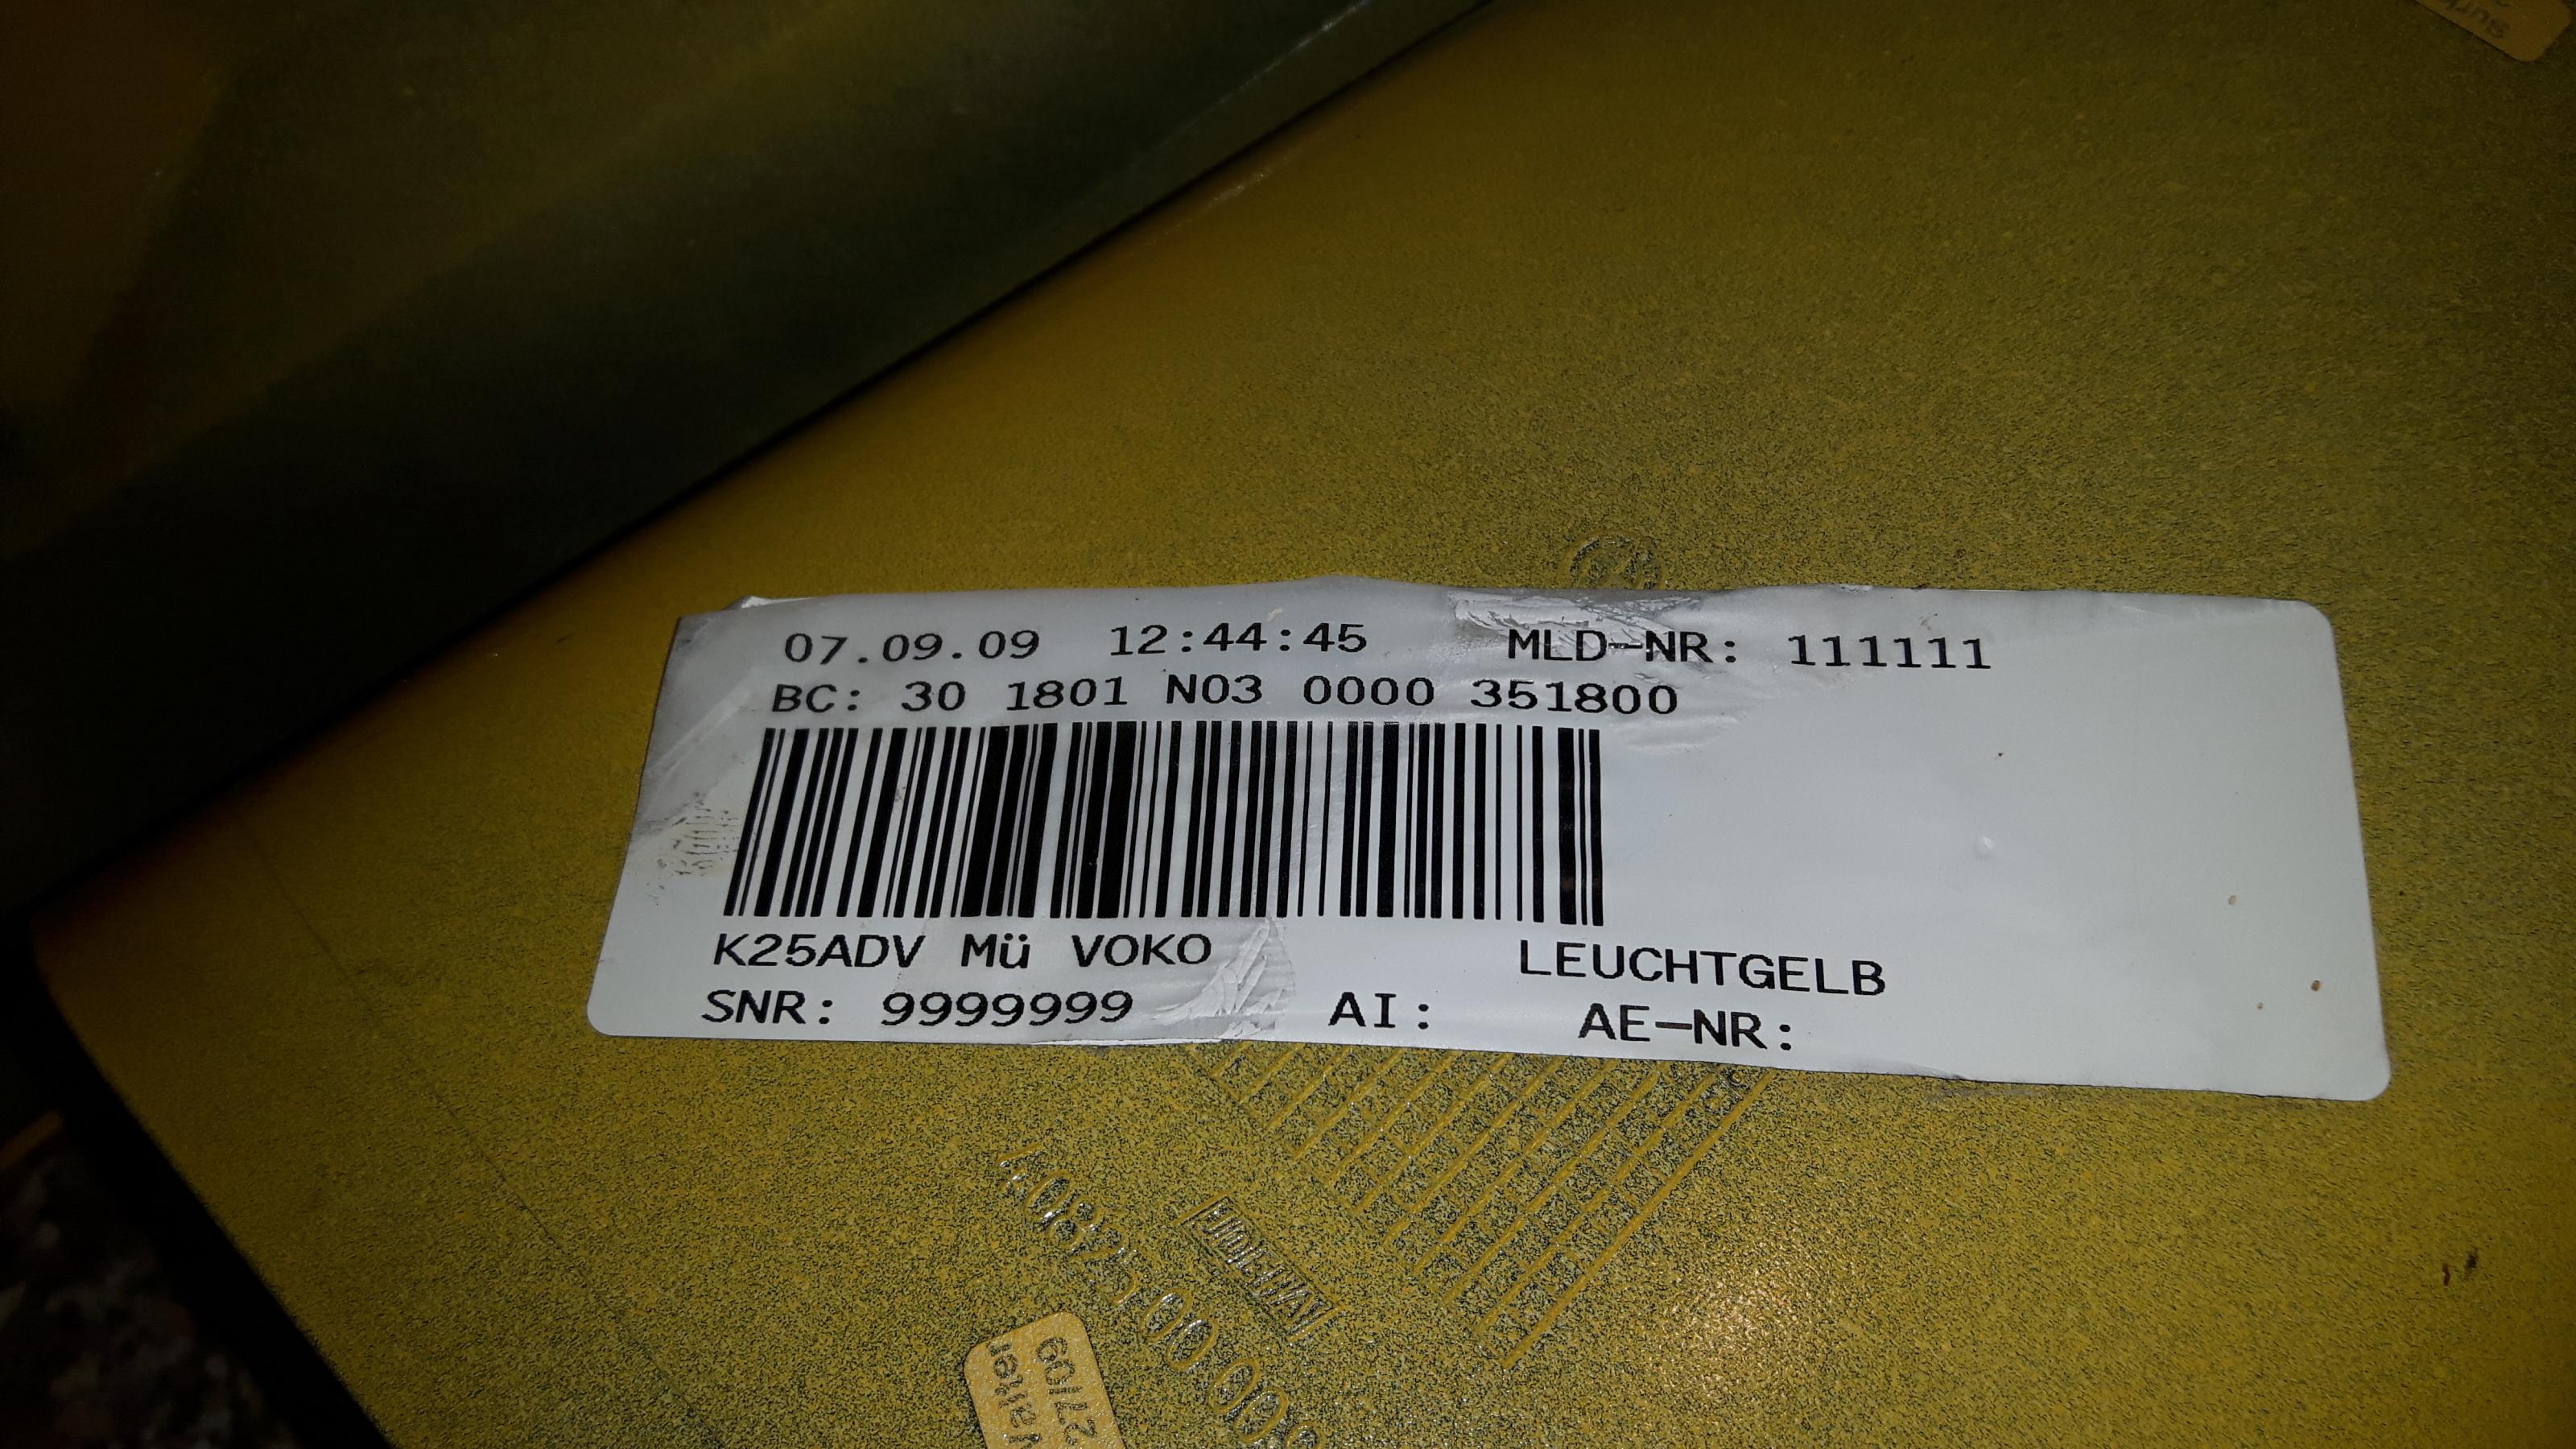 07.09.09 12:44:45 MLD-NR: 111111
BC: 30 1801 N03 0000 351800
K25ADV Mü VOKO LEUCHTGELB
SNR: 9999999 AI: AE-NR: